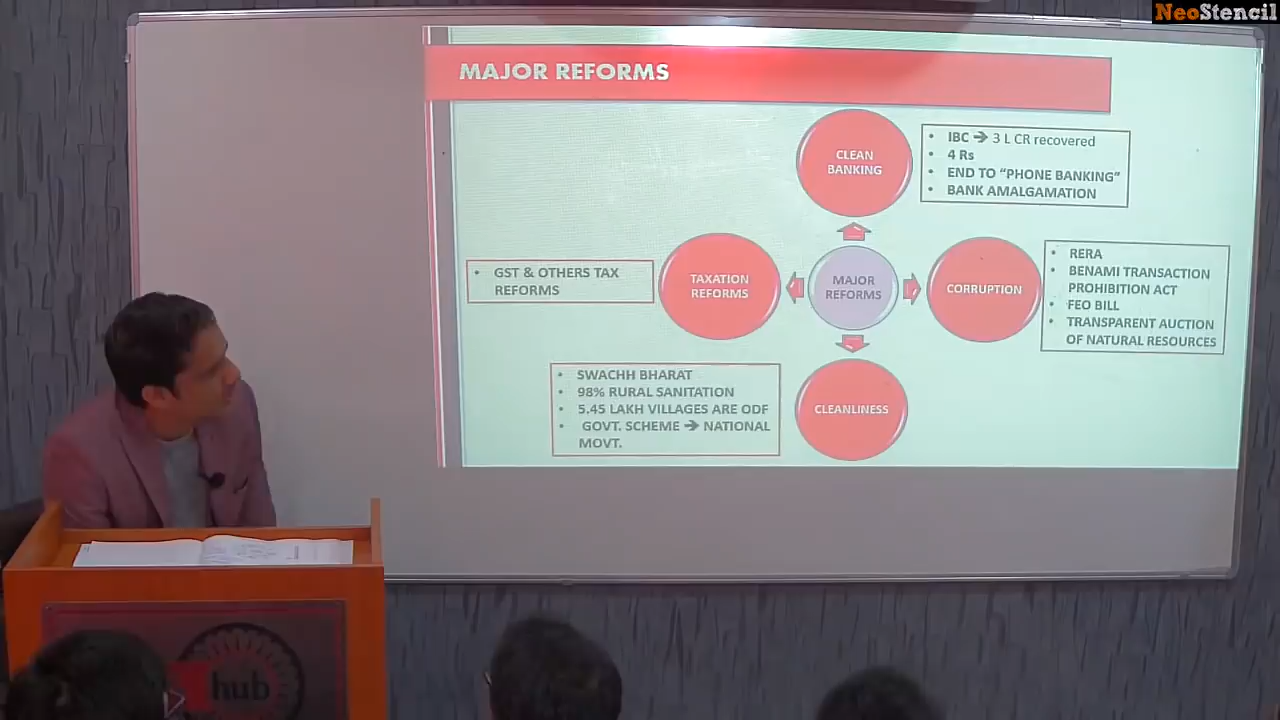 NeoStencil
MAJOR REFORMS
CLEAN
BANKING
• IBC → 3 L CR recovered
• 4 Rs
• END TO “PHONE BANKING”
• BANK AMALGAMATION
• GST & OTHERS TAX
REFORMS
TAXATION
REFORMS
MAJOR
REFORMS
CORRUPTION
• RERA
• BENAMI TRANSACTION
PROHIBITION ACT
• FEO BILL
• TRANSPARENT AUCTION
OF NATURAL RESOURCES
• SWACHH BHARAT
• 98% RURAL SANITATION
• 5.45 LAKH VILLAGES ARE ODF
• GOVT. SCHEME → NATIONAL
MOVT.
CLEANLINESS
hub